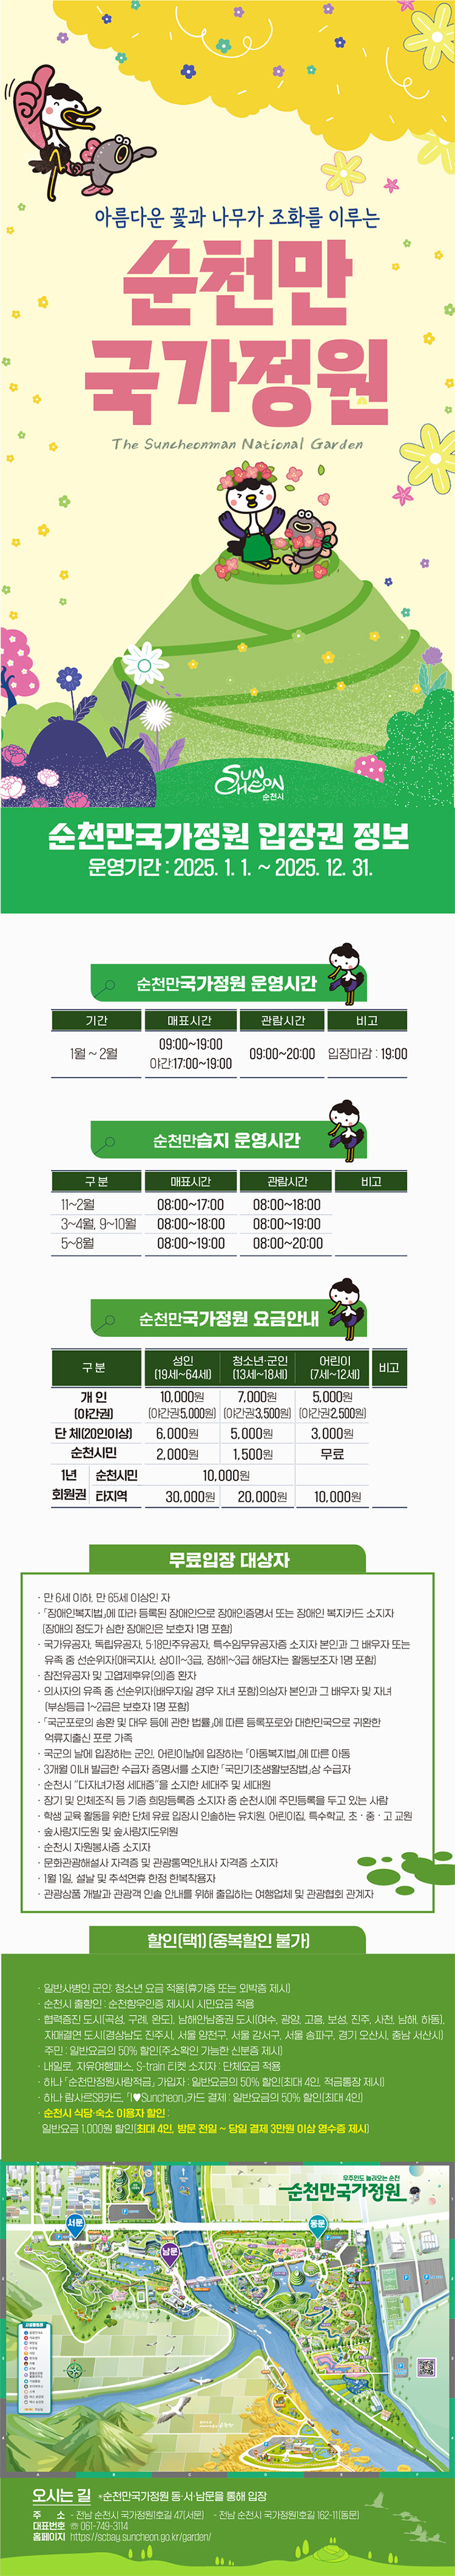 아름다운 꽃과 나무가 조화를 이루는
순천만
국가정원
The Suncheonman National Garden
SUN
CHEON
순천시
순천만국가정원 입장권 정보
운영기간 : 2025. 1. 1. ~ 2025. 12. 31.
순천만국가정원 운영시간
기간 매표시간 관람시간 비고
1월 ~ 2월 09:00~19:00 야간:17:00~19:00 09:00~20:00 입장마감 : 19:00
순천만습지 운영시간
구 분 매표시간 관람시간 비고
11~2월 08:00~17:00 08:00~18:00
3~4월, 9~10월 08:00~18:00 08:00~19:00
5~8월 08:00~19:00 08:00~20:00
순천만국가정원 요금안내
구 분 성인 (19세~64세) 청소년·군인 (13세~18세) 어린이 (7세~12세) 비고
개 인 (야간권) 10,000원 (야간권5,000원) 7,000원 (야간권3,500원) 5,000원 (야간권2,500원)
단 체(20인이상) 6,000원 5,000원 3,000원
순천시민 2,000원 1,500원 무료
1년 회원권 순천시민 10,000원
타지역 30,000원 20,000원 10,000원
무료입장 대상자
· 만 6세 이하, 만 65세 이상인 자
· 「장애인복지법」에 따라 등록된 장애인으로 장애인증명서 또는 장애인 복지카드 소지자
(장애의 정도가 심한 장애인은 보호자 1명 포함)
· 국가유공자, 독립유공자, 5·18민주유공자, 특수임무유공자증 소지자 본인과 그 배우자 또는
유족 중 선순위자(애국지사, 상이1~3급, 장해1~3급 해당자는 활동보조자 1명 포함)
· 참전유공자 및 고엽제후유(의)증 환자
· 의사자의 유족 중 선순위자(배우자일 경우 자녀 포함)의상자 본인과 그 배우자 및 자녀
(부상등급 1~2급은 보호자 1명 포함)
· 「국군포로의 송환 및 대우 등에 관한 법률」에 따른 등록포로와 대한민국으로 귀환한
억류지출신 포로 가족
· 국군의 날에 입장하는 군인, 어린이날에 입장하는 「아동복지법」에 따른 아동
· 3개월 이내 발급한 수급자 증명서를 소지한 「국민기초생활보장법」상 수급자
· 순천시 “다자녀가정 세대증”을 소지한 세대주 및 세대원
· 장기 및 인체조직 등 기증 희망등록증 소지자 중 순천시에 주민등록을 두고 있는 사람
· 학생 교육 활동을 위한 단체 유료 입장시 인솔하는 유치원, 어린이집, 특수학교, 초 · 중 · 고 교원
· 숲사랑지도원 및 숲사랑지도위원
· 순천시 자원봉사증 소지자
· 문화관광해설사 자격증 및 관광통역안내사 자격증 소지자
· 1월 1일, 설날 및 추석연휴 한정 한복착용자
· 관광상품 개발과 관광객 인솔 안내를 위해 출입하는 여행업체 및 관광협회 관계자
할인(택1)(중복할인 불가)
· 일반사병인 군인: 청소년 요금 적용(휴가증 또는 외박증 제시)
· 순천시 출향인 : 순천향우인증 제시시 시민요금 적용
· 협력증진 도시(곡성, 구례, 완도), 남해안남중권 도시(여수, 광양, 고흥, 보성, 진주, 사천, 남해, 하동),
자매결연 도시(경상남도 진주시, 서울 양천구, 서울 강서구, 서울 송파구, 경기 오산시, 충남 서산시)
주민 : 일반요금의 50% 할인(주소확인 가능한 신분증 제시)
· 내일로, 자유여행패스, S-train 티켓 소지자 : 단체요금 적용
· 하나 「순천만정원사랑적금」 가입자 : 일반요금의 50% 할인(최대 4인, 적금통장 제시)
· 하나 탐사르SB카드, 「I♥Suncheon」카드 결제 : 일반요금의 50% 할인(최대 4인)
· 순천시 식당·숙소 이용자 할인 :
일반요금 1,000원 할인(최대 4인, 방문 전일 ~ 당일 결제 3만원 이상 영수증 제시)
우주인도 놀러오는 순천
순천만국가정원
서문
동문
남문
오시는 길 *순천만국가정원 동·서·남문을 통해 입장
주 소 - 전남 순천시 국가정원1호길 47(서문) - 전남 순천시 국가정원1호길 162-11(동문)
대표번호 ☏ 061-749-3114
홈페이지 https://scbay.suncheon.go.kr/garden/